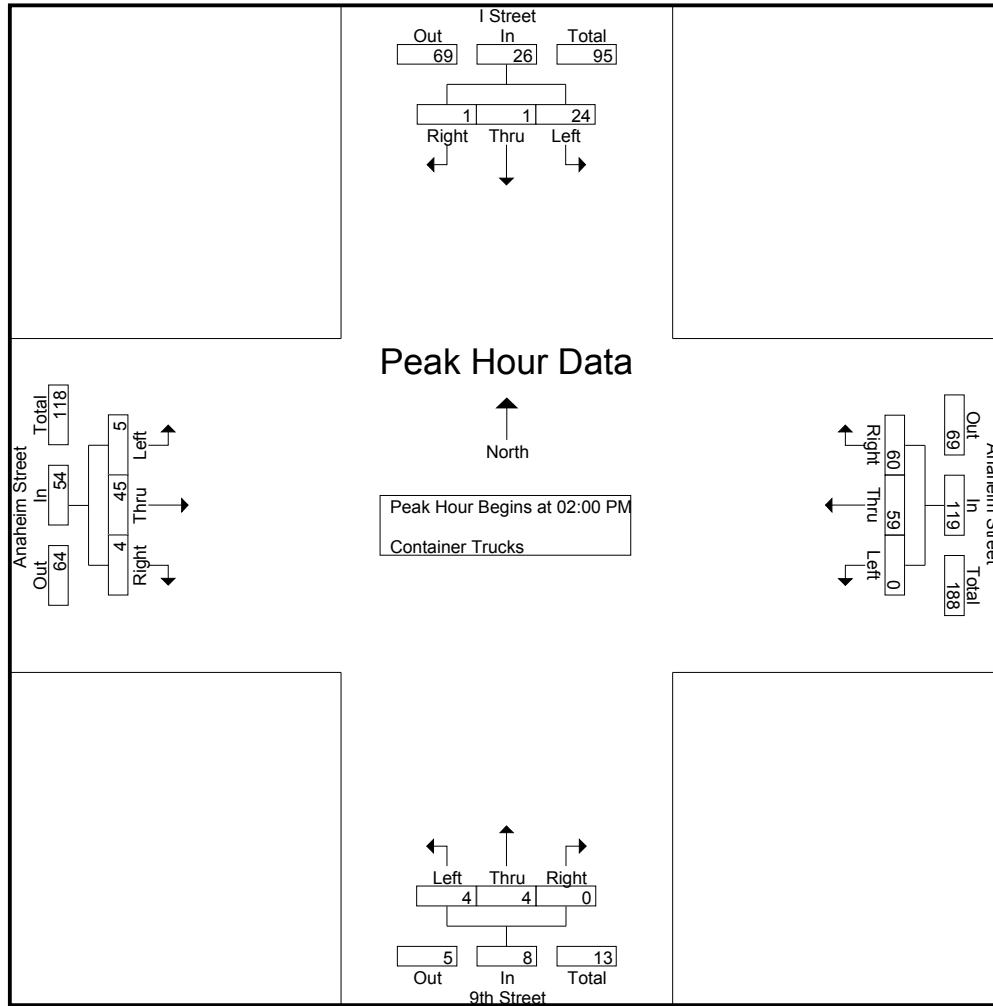 I Street
Out In Total
69 26 95
1 1 24
Right Thru Left
Peak Hour Data
North
Peak Hour Begins at 02:00 PM
Container Trucks
Anaheim Street
Total In Out
118 54 64
5 45 4
Left Thru Right
Anaheim Street
Out In Total
69 119 188
60 59 0
Right Thru Left
Left Thru Right
4 4 0
5 8 13
Out In Total
9th Street